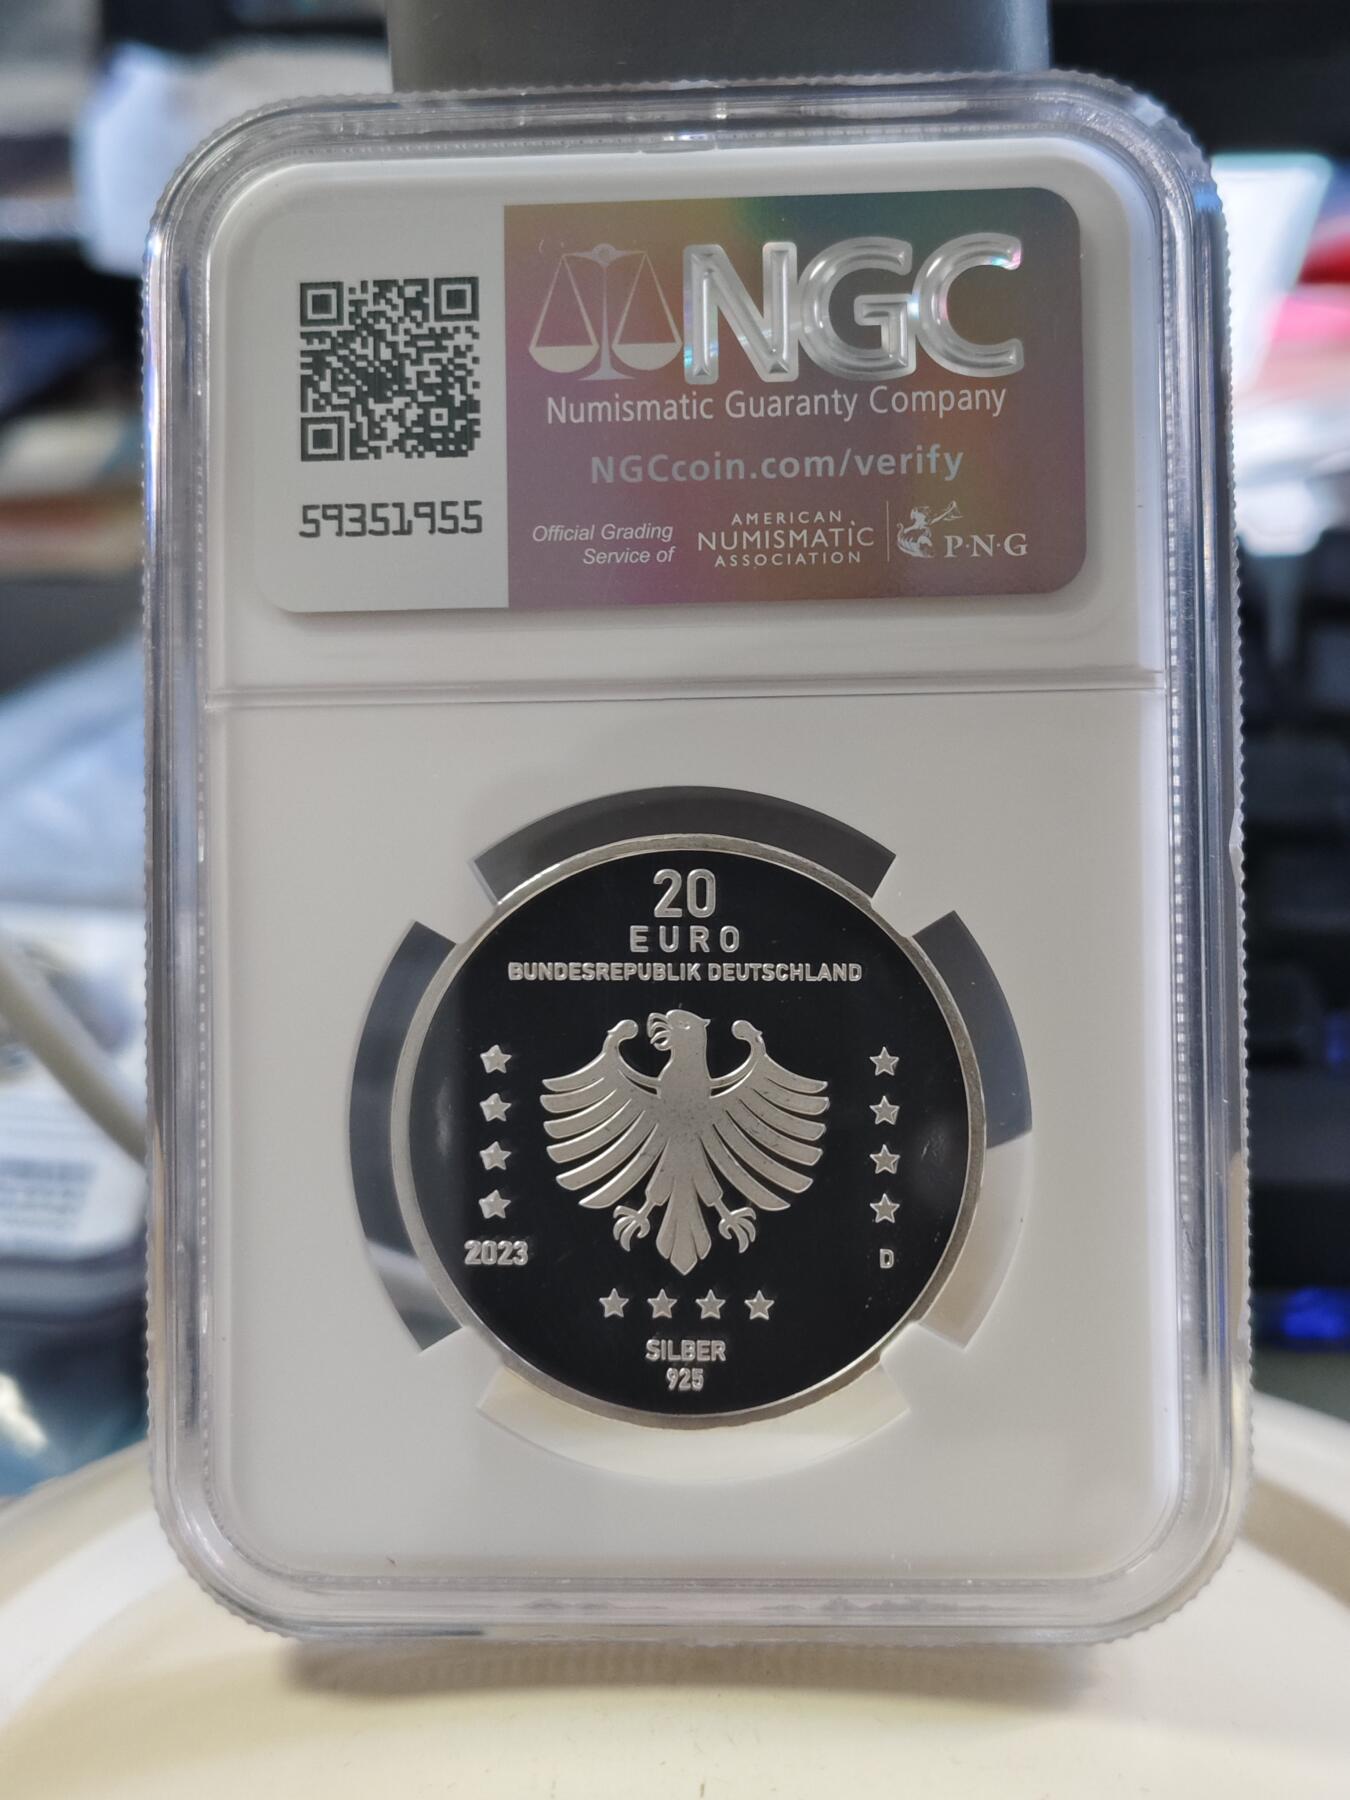 NGC
Numismatic Guaranty Company
NGCcoin.com/verify
59351955
Official Grading
Service of
AMERICAN
NUMISMATIC
ASSOCIATION
P·N·G
20
EURO
BUNDESREPUBLIK DEUTSCHLAND
2023
D
SILBER
925